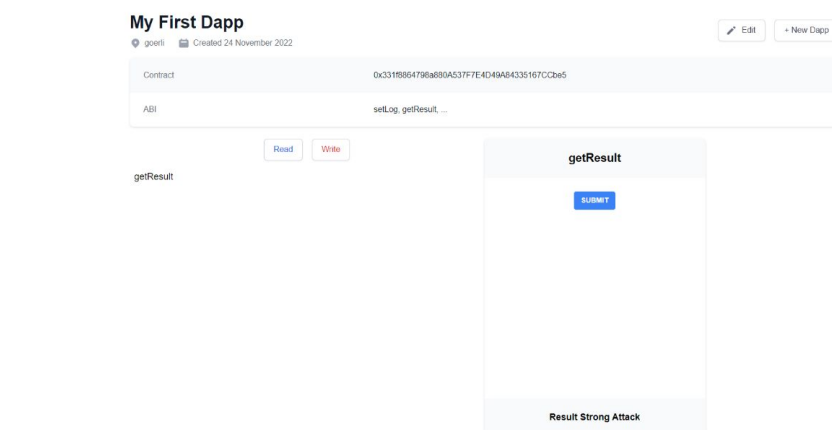 My First Dapp
Edit
+ New Dapp
goerli
Created 24 November 2022
Contract
0x331f8864798a880A537F7E4D49A84335167CCbe5
ABI
setLog, getResult, ...
Read
Write
getResult
getResult
SUBMIT
Result Strong Attack